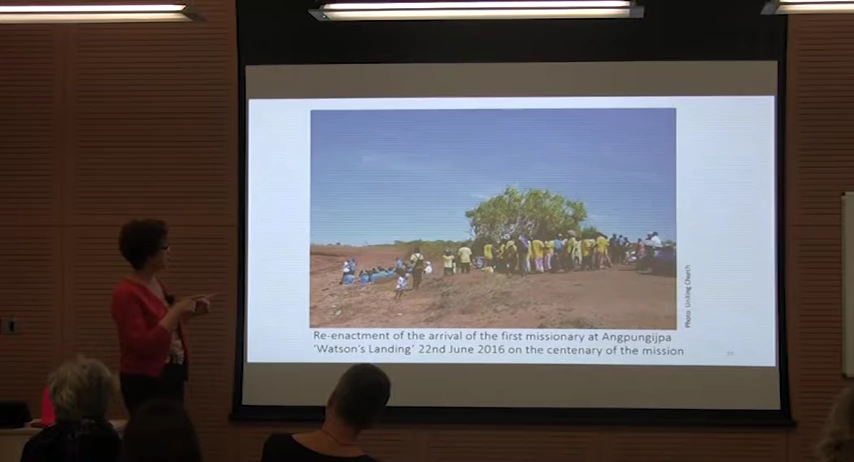 Re-enactment of the arrival of the first missionary at Angpungijpa
'Watson's Landing' 22nd June 2016 on the centenary of the mission
Photo: Uniting Church